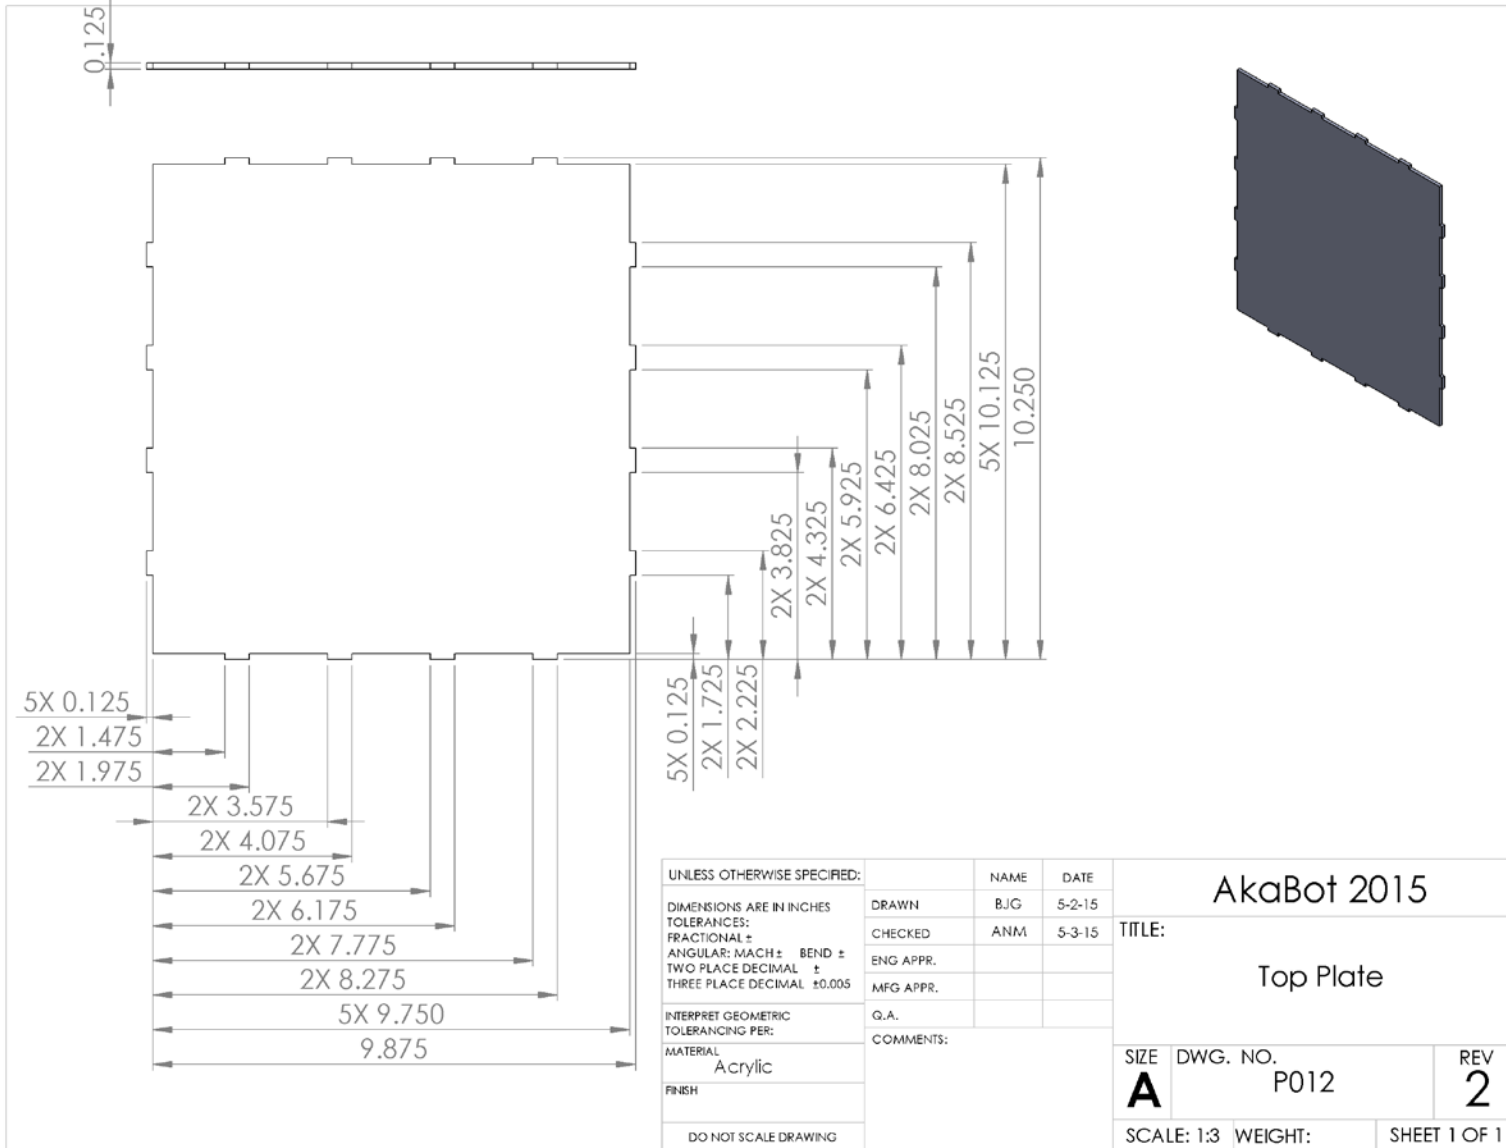 0.125
5X 0.125
2X 1.475
2X 1.975
2X 3.575
2X 4.075
2X 5.675
2X 6.175
2X 7.775
2X 8.275
5X 9.750
9.875
5X 0.125
2X 1.725
2X 2.225
2X 3.825
2X 4.325
2X 5.925
2X 6.425
2X 8.025
2X 8.525
5X 10.125
10.250
UNLESS OTHERWISE SPECIFIED:
DIMENSIONS ARE IN INCHES
TOLERANCES:
FRACTIONAL ±
ANGULAR: MACH ± BEND ±
TWO PLACE DECIMAL ±
THREE PLACE DECIMAL ±0.005
INTERPRET GEOMETRIC
TOLERANCING PER:
MATERIAL
Acrylic
FINISH
DO NOT SCALE DRAWING
NAME DATE
DRAWN BJG 5-2-15
CHECKED ANM 5-3-15
ENG APPR.
MFG APPR.
Q.A.
COMMENTS:
AkaBot 2015
TITLE:
Top Plate
SIZE DWG. NO. REV
A P012 2
SCALE: 1:3 WEIGHT: SHEET 1 OF 1